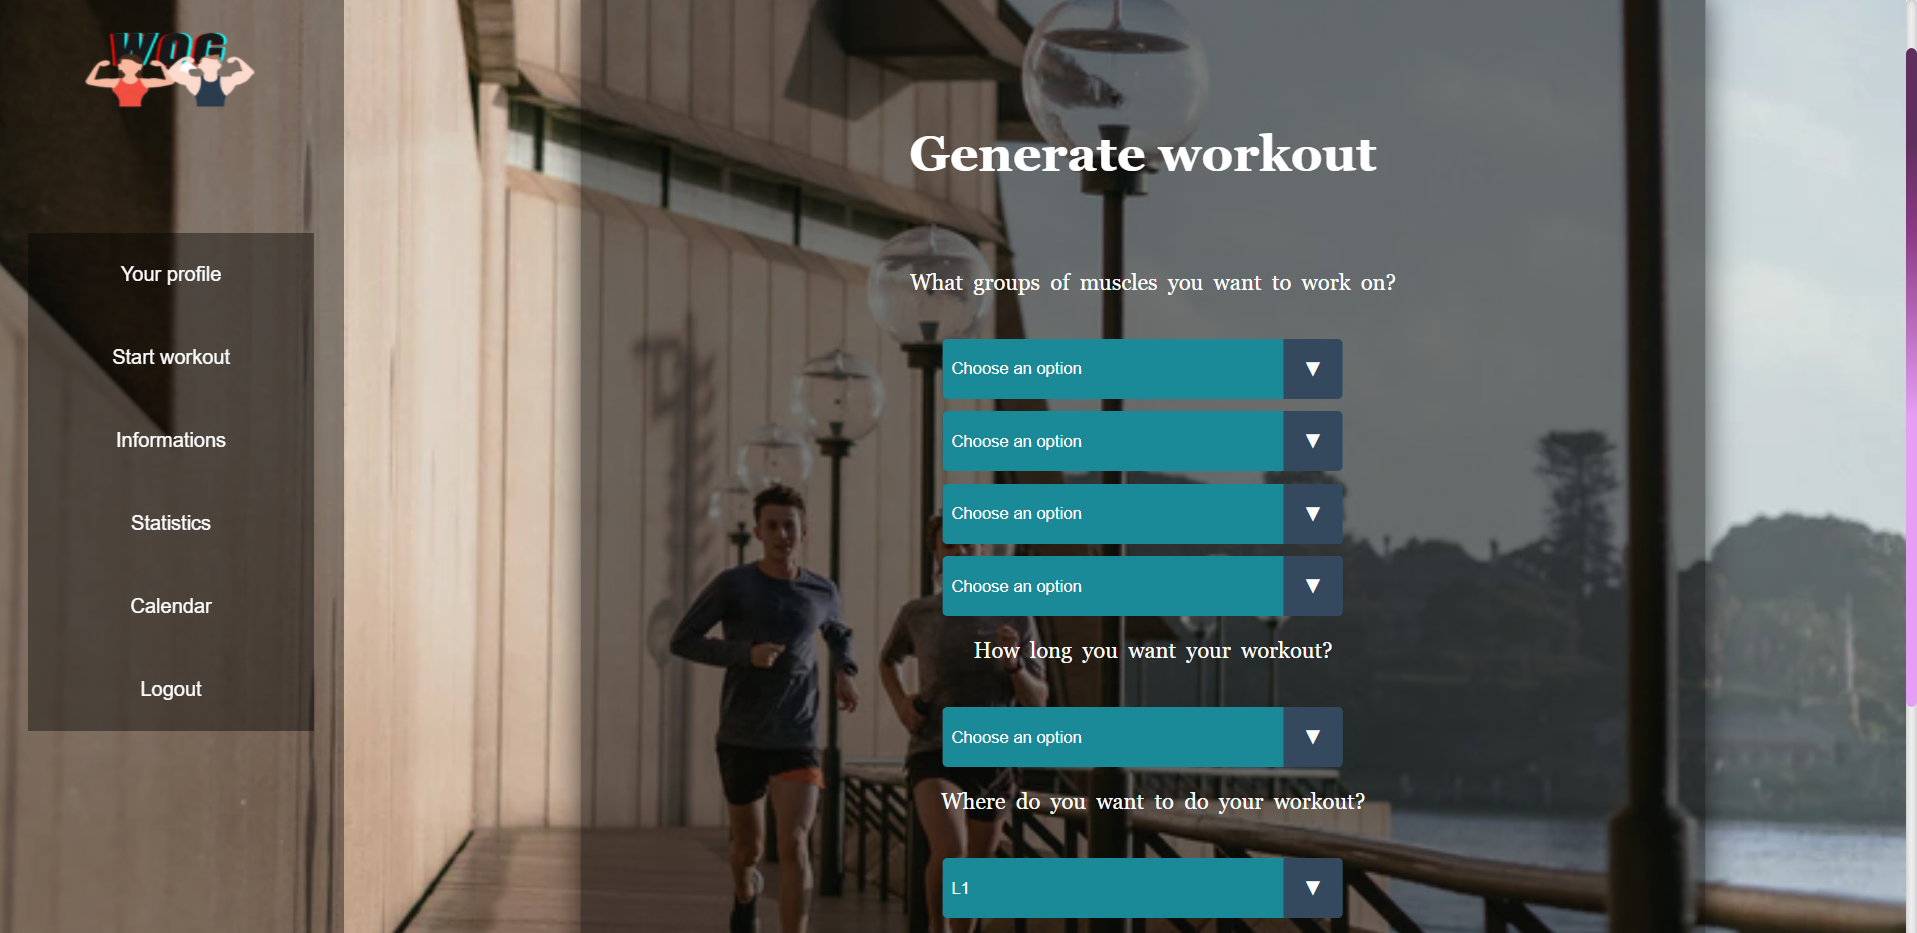 WOG
Your profile
Start workout
Informations
Statistics
Calendar
Logout
Generate workout
What groups of muscles you want to work on?
Choose an option
Choose an option
Choose an option
Choose an option
How long you want your workout?
Choose an option
Where do you want to do your workout?
L1